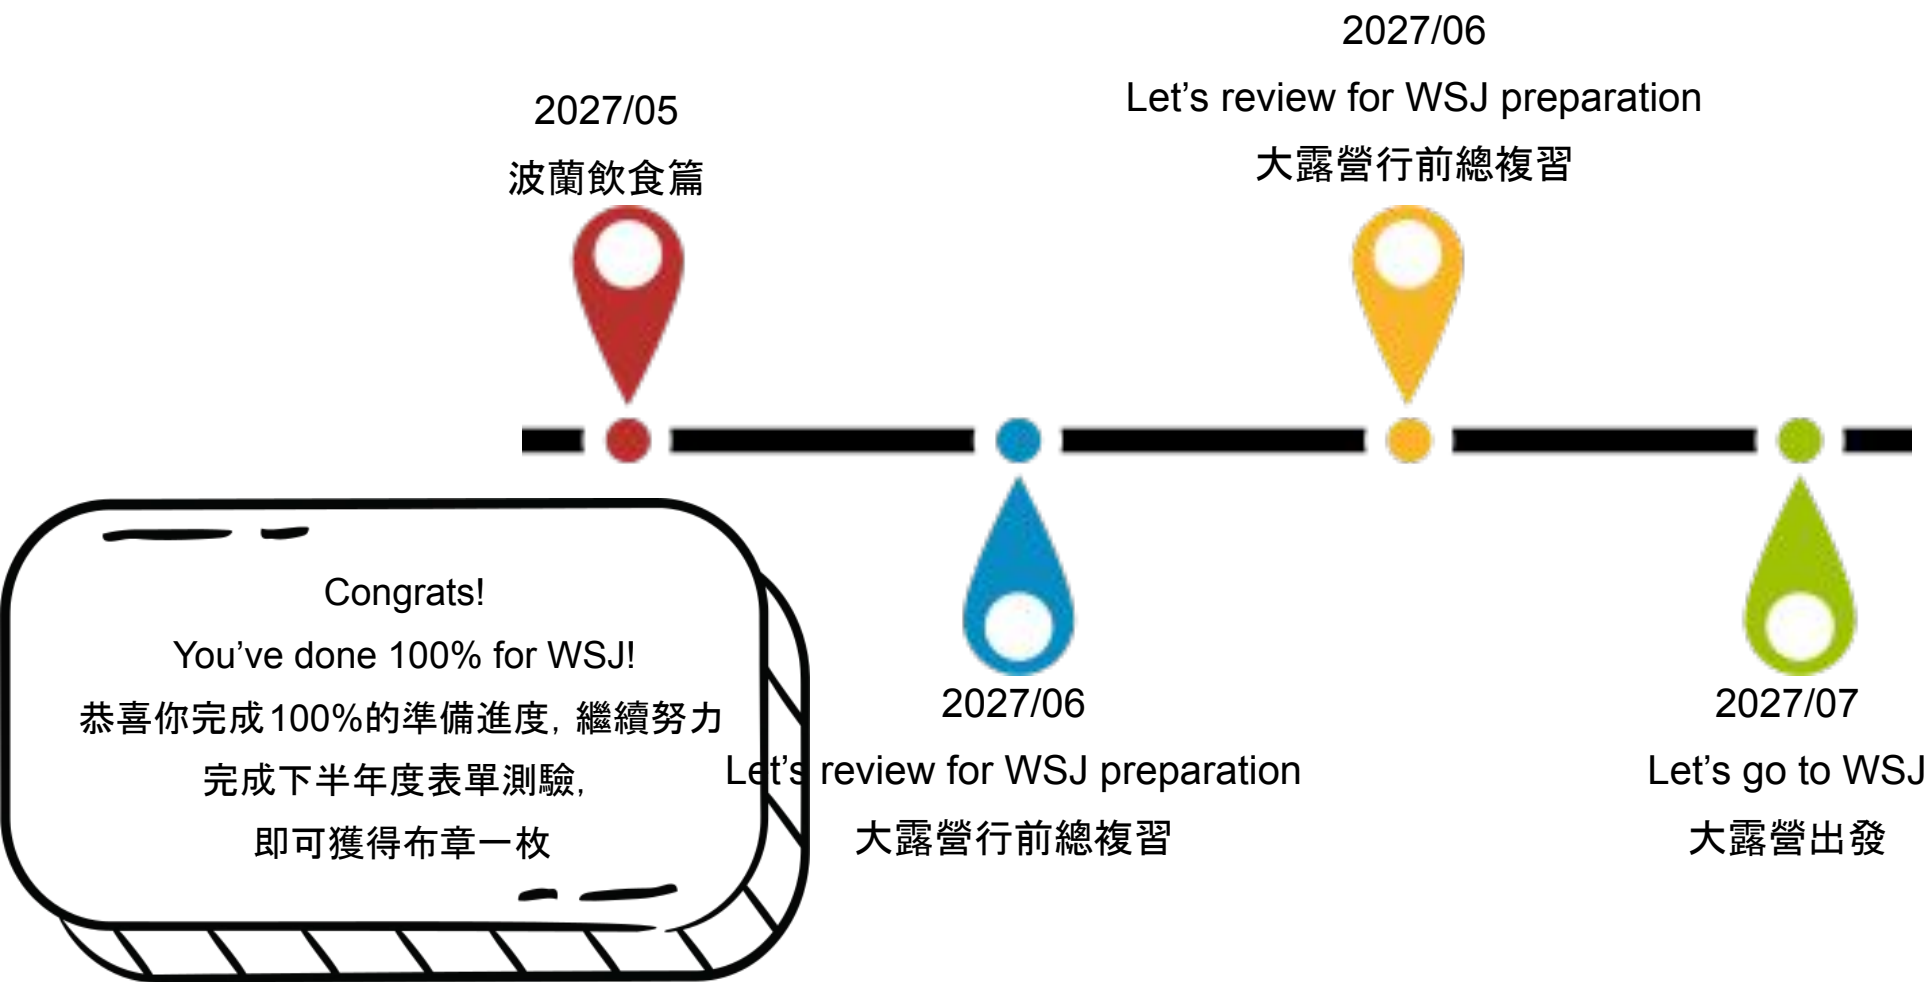 2027/05
波蘭飲食篇
2027/06
Let’s review for WSJ preparation
大露營行前總複習
Congrats!
You’ve done 100% for WSJ!
恭喜你完成100%的準備進度, 繼續努力
完成下半年度表單測驗,
即可獲得布章一枚
2027/06
Let’s review for WSJ preparation
大露營行前總複習
2027/07
Let’s go to WSJ
大露營出發